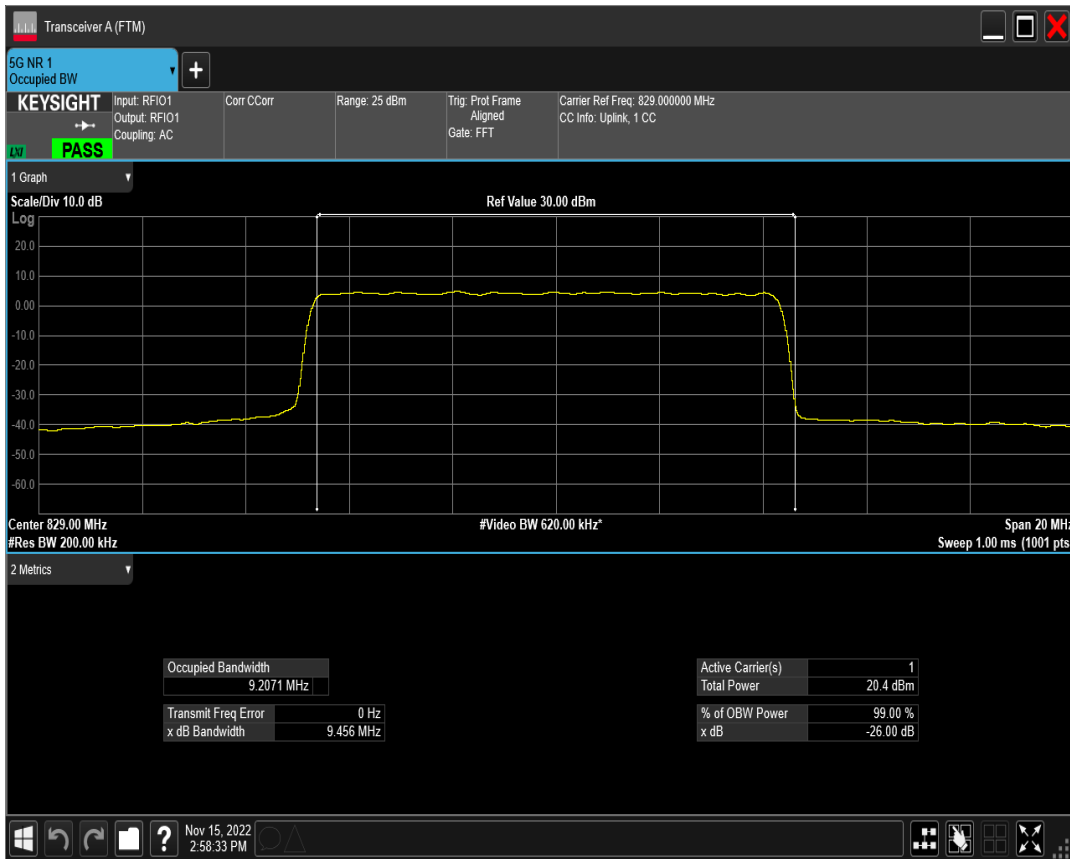 Transceiver A (FTM)
5G NR 1
Occupied BW
+
KEYSIGHT
LXI
PASS
Input: RFIO1
Output: RFIO1
Coupling: AC
Corr CCorr
Range: 25 dBm
Trig: Prot Frame
Aligned
Gate: FFT
Carrier Ref Freq: 829.000000 MHz
CC Info: Uplink, 1 CC
1 Graph
Scale/Div 10.0 dB
Ref Value 30.00 dBm
Log
20.0
10.0
0.00
-10.0
-20.0
-30.0
-40.0
-50.0
-60.0
Center 829.00 MHz
#Video BW 620.00 kHz*
Span 20 MHz
#Res BW 200.00 kHz
Sweep 1.00 ms (1001 pts
2 Metrics
Occupied Bandwidth
9.2071 MHz
Transmit Freq Error 0 Hz
x dB Bandwidth 9.456 MHz
Active Carrier(s) 1
Total Power 20.4 dBm
% of OBW Power 99.00 %
x dB -26.00 dB
?
Nov 15, 2022
2:58:33 PM